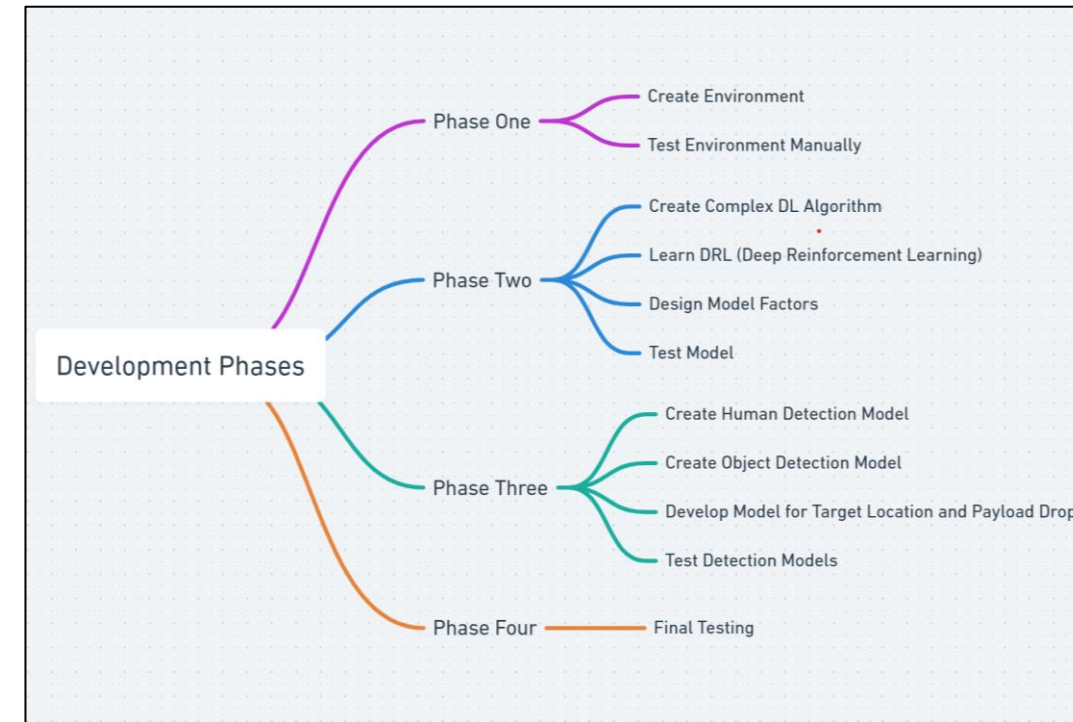 Development Phases
Phase One
Create Environment
Test Environment Manually
Phase Two
Create Complex DL Algorithm
Learn DRL (Deep Reinforcement Learning)
Design Model Factors
Test Model
Phase Three
Create Human Detection Model
Create Object Detection Model
Develop Model for Target Location and Payload Drop
Test Detection Models
Phase Four
Final Testing